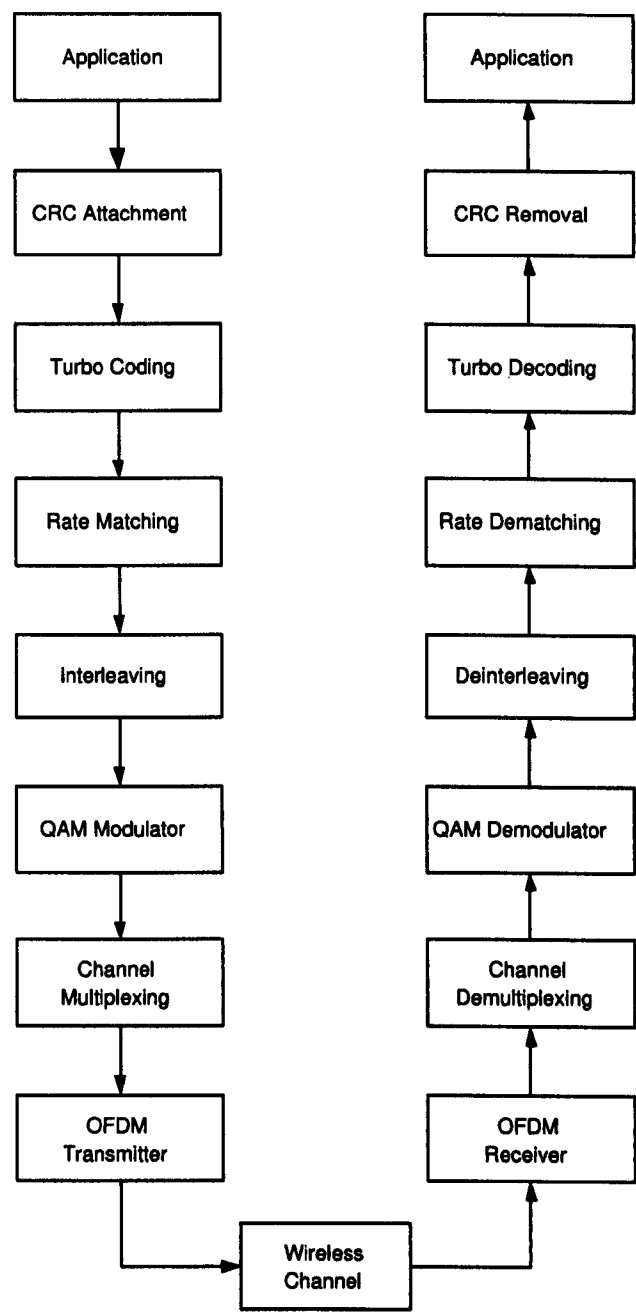 Application
CRC Attachment
Turbo Coding
Rate Matching
Interleaving
QAM Modulator
Channel
Multiplexing
OFDM
Transmitter
Wireless
Channel
Application
CRC Removal
Turbo Decoding
Rate Dematching
Deinterleaving
QAM Demodulator
Channel
Demultiplexing
OFDM
Receiver